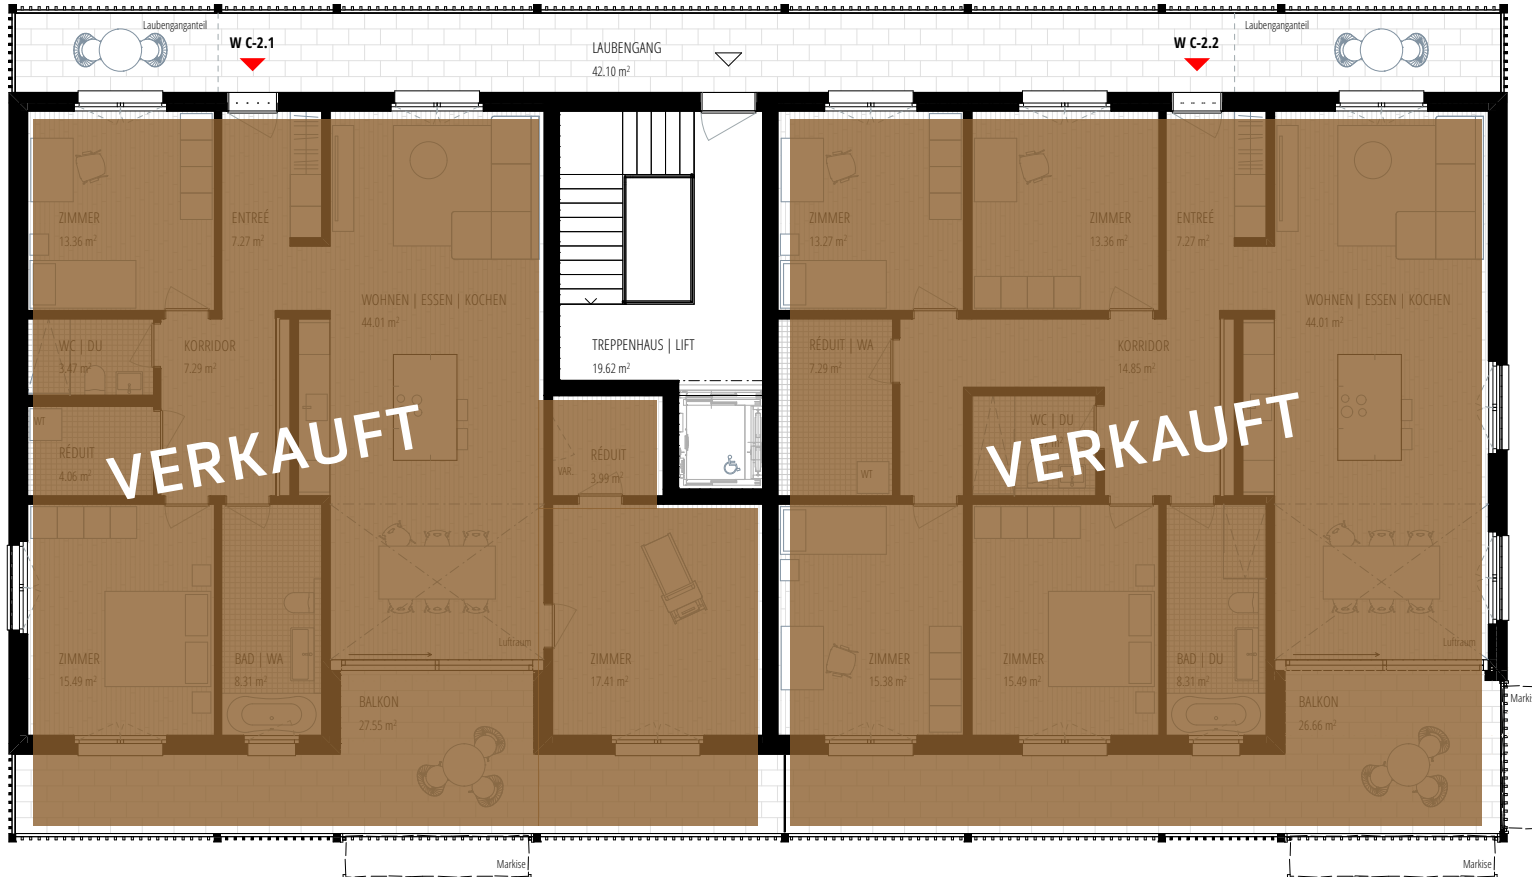 Laubenganganteil
W C-2.1
LAUBENGANG
42.10 m²
W C-2.2
Laubenganganteil
ZIMMER
13.36 m²
ENTREÉ
7.27 m²
WOHNEN | ESSEN | KOCHEN
44.01 m²
WC | DU
3.47 m²
KORRIDOR
7.29 m²
WT
RÉDUIT
4.06 m²
VERKAUFT
TREPPENHAUS | LIFT
19.62 m²
VAR.
RÉDUIT
3.99 m²
ZIMMER
15.49 m²
BAD | WA
8.31 m²
Luftraum
BALKON
27.55 m²
ZIMMER
17.41 m²
Markise
ZIMMER
13.27 m²
ZIMMER
13.36 m²
ENTREÉ
7.27 m²
WOHNEN | ESSEN | KOCHEN
44.01 m²
RÉDUIT | WA
7.29 m²
KORRIDOR
14.85 m²
WC | DU
WT
VERKAUFT
ZIMMER
15.38 m²
ZIMMER
15.49 m²
BAD | DU
8.31 m²
Luftraum
BALKON
26.66 m²
Marki
Markise